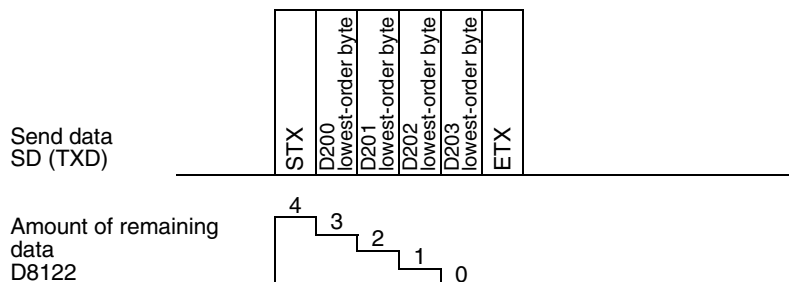 STX
D200
lowest-order byte
D201
lowest-order byte
D202
lowest-order byte
D203
lowest-order byte
ETX
Send data
SD (TXD)
4
3
2
1
0
Amount of remaining
data
D8122